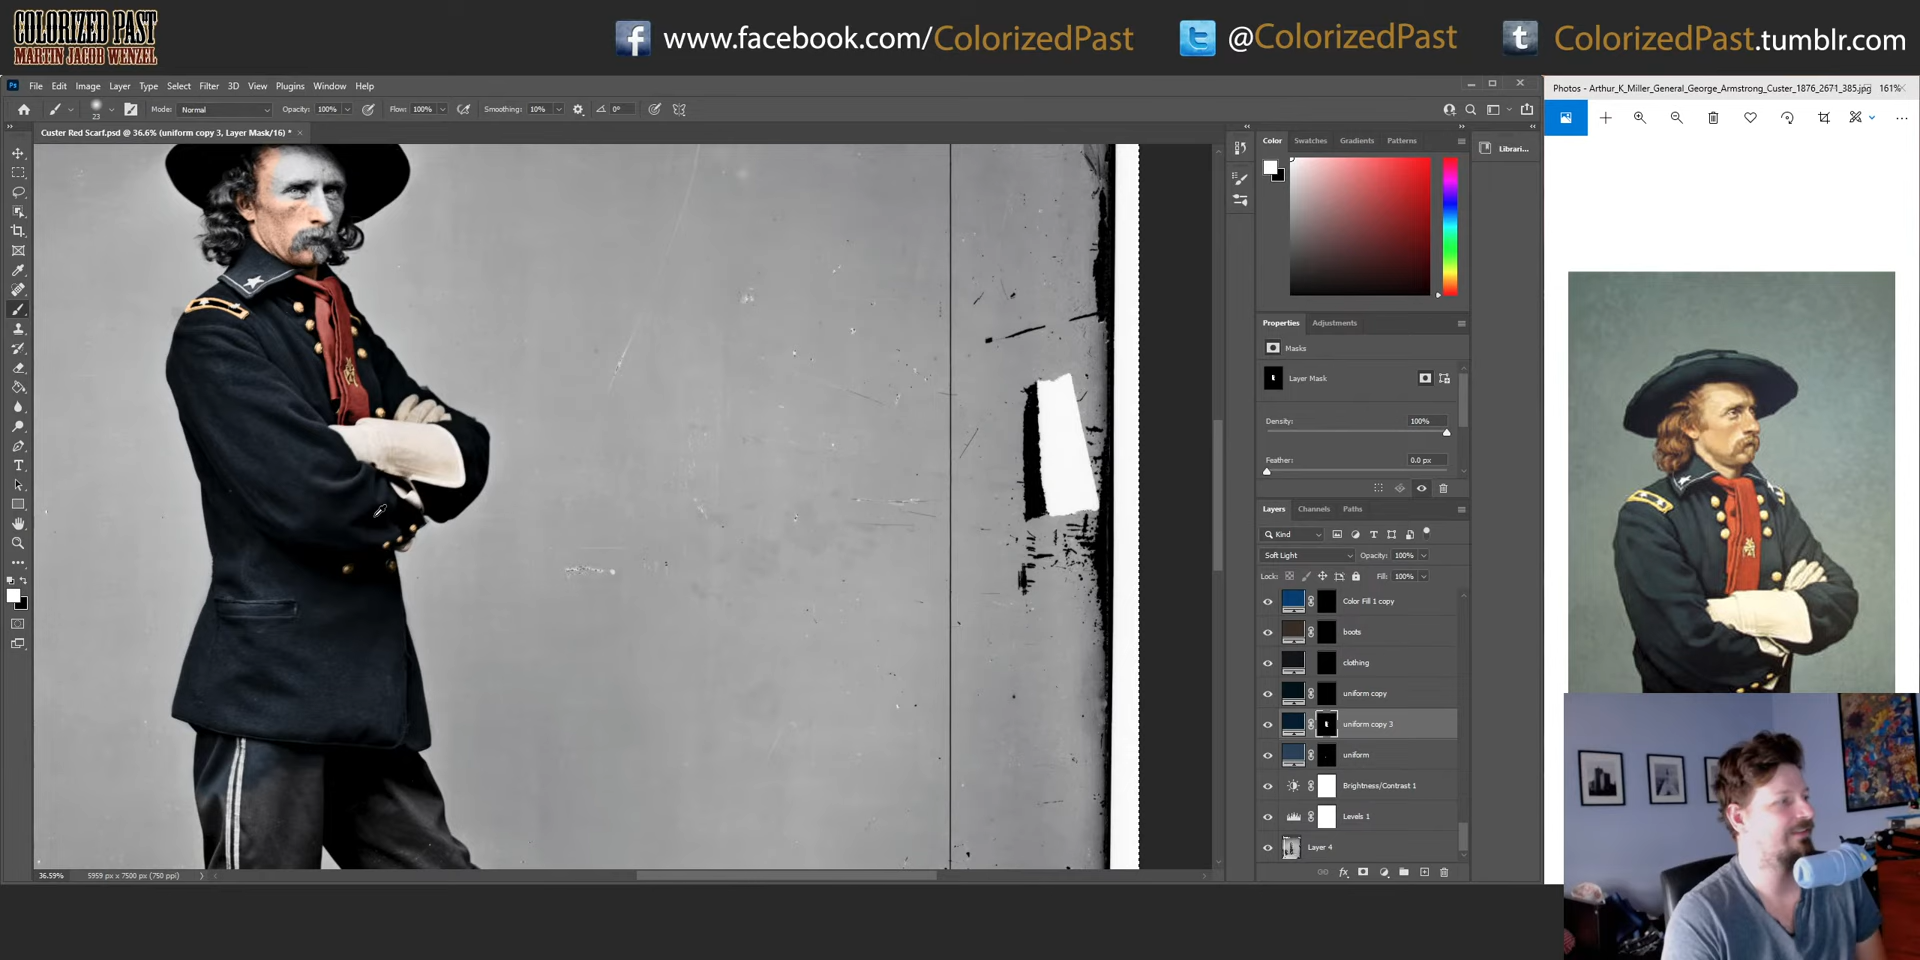 COLORIZED PAST
MARTIN JACOB WENZEL
www.facebook.com/ColorizedPast
@ColorizedPast
ColorizedPast.tumblr.com
Ps File Edit Image Layer Type Select Filter 3D View Plugins Window Help
23 Mode: Normal Opacity: 100% Flow: 100% Smoothing: 10% 0°
Custer Red Scarf.psd @ 36.6% (uniform copy 3, Layer Mask/16) *
Photos - Arthur_K_Miller_General_George_Armstrong_Custer_1876_2671_385.jpg 161%
Color Swatches Gradients Patterns
Librari...
Properties Adjustments
Masks
Layer Mask
Density: 100%
Feather: 0.0 px
Layers Channels Paths
Kind
Soft Light Opacity: 100%
Lock: Fill: 100%
Color Fill 1 copy
boots
clothing
uniform copy
uniform copy 3
uniform
Brightness/Contrast 1
Levels 1
Layer 4
fx
36.59% 5959 px x 7500 px (750 ppi)